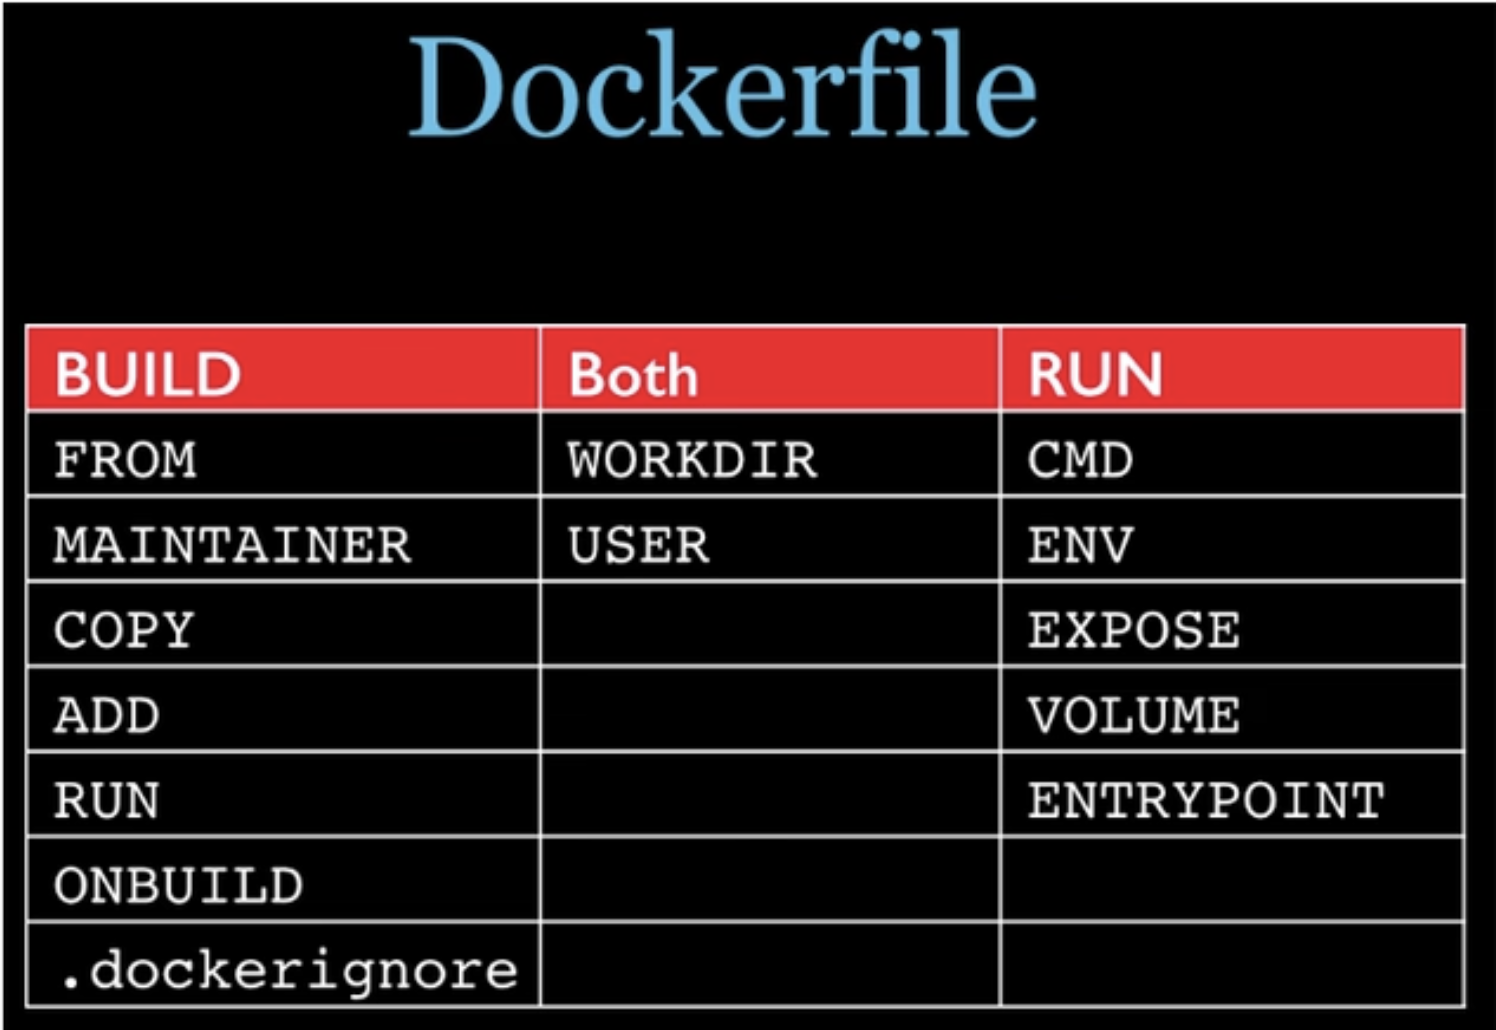 Dockerfile
BUILD Both RUN
FROM WORKDIR CMD
MAINTAINER USER ENV
COPY EXPOSE
ADD VOLUME
RUN ENTRYPOINT
ONBUILD
.dockerignore